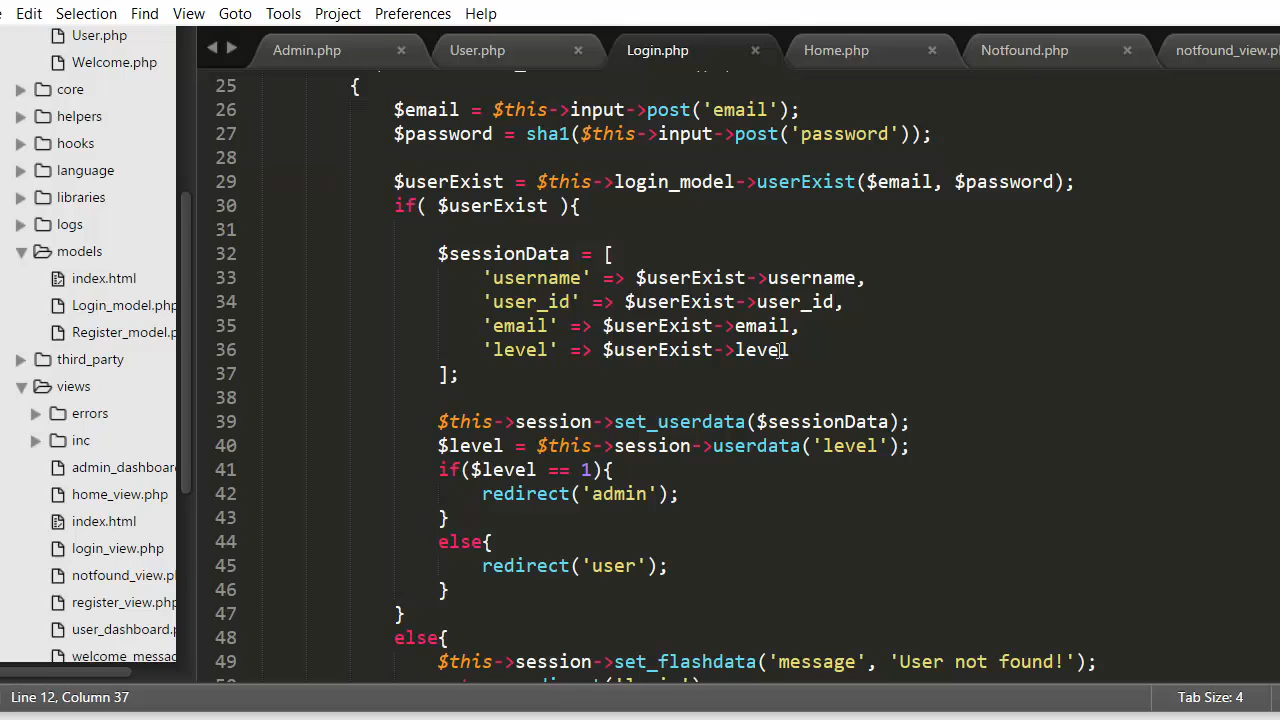 Edit Selection Find View Goto Tools Project Preferences Help
Admin.php × User.php × Login.php × Home.php × Notfound.php × notfound_view.ph
User.php
Welcome.php
core
helpers
hooks
language
libraries
logs
models
index.html
Login_model.php
Register_model.p
third_party
views
errors
inc
admin_dashboar
home_view.php
index.html
login_view.php
notfound_view.p
register_view.php
user_dashboard.
welcome_messa
25 {
26 $email = $this->input->post('email');
27 $password = sha1($this->input->post('password'));
28
29 $userExist = $this->login_model->userExist($email, $password);
30 if( $userExist ){
31
32 $sessionData = [
33 'username' => $userExist->username,
34 'user_id' => $userExist->user_id,
35 'email' => $userExist->email,
36 'level' => $userExist->level
37 ];
38
39 $this->session->set_userdata($sessionData);
40 $level = $this->session->userdata('level');
41 if($level == 1){
42 redirect('admin');
43 }
44 else{
45 redirect('user');
46 }
47 }
48 else{
49 $this->session->set_flashdata('message', 'User not found!');
Line 12, Column 37 Tab Size: 4